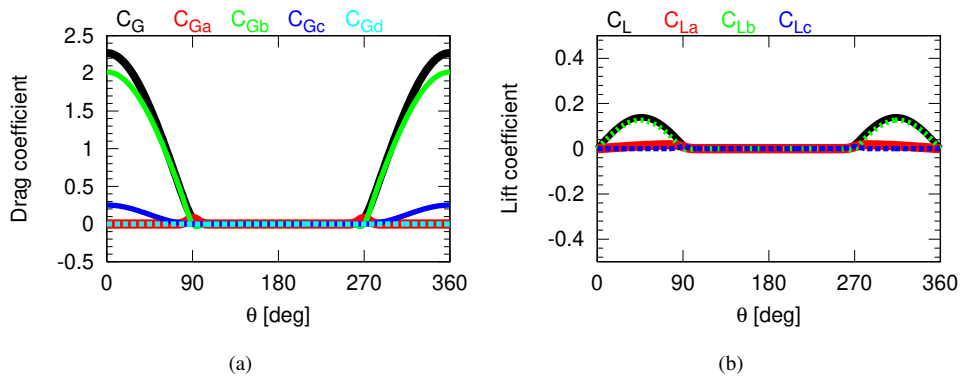 C_G C_Ga C_Gb C_Gc C_Gd
2.5
2
1.5
1
0.5
0
-0.5
Drag coefficient
0 90 180 270 360
θ [deg]
(a)
C_L C_La C_Lb C_Lc
0.4
0.2
0
-0.2
-0.4
Lift coefficient
0 90 180 270 360
θ [deg]
(b)